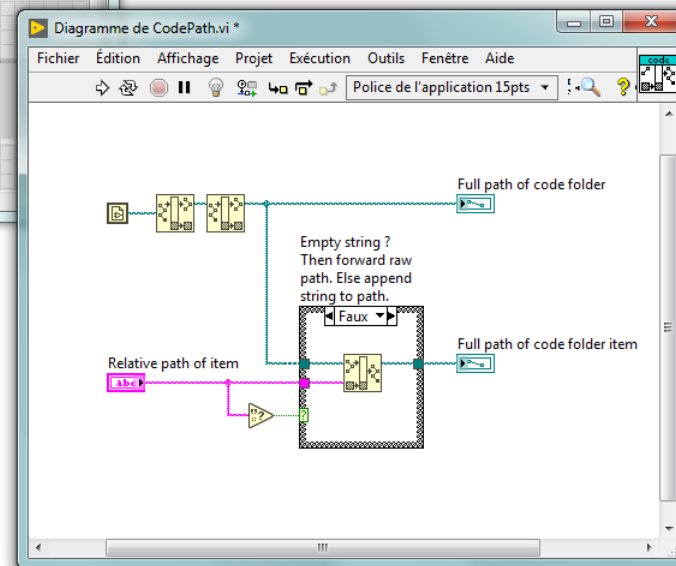 Diagramme de CodePath.vi *
Fichier Édition Affichage Projet Exécution Outils Fenêtre Aide
code
Police de l'application 15pts
Full path of code folder
Empty string ?
Then forward raw
path. Else append
string to path.
Faux
Full path of code folder item
Relative path of item
abc
?
?